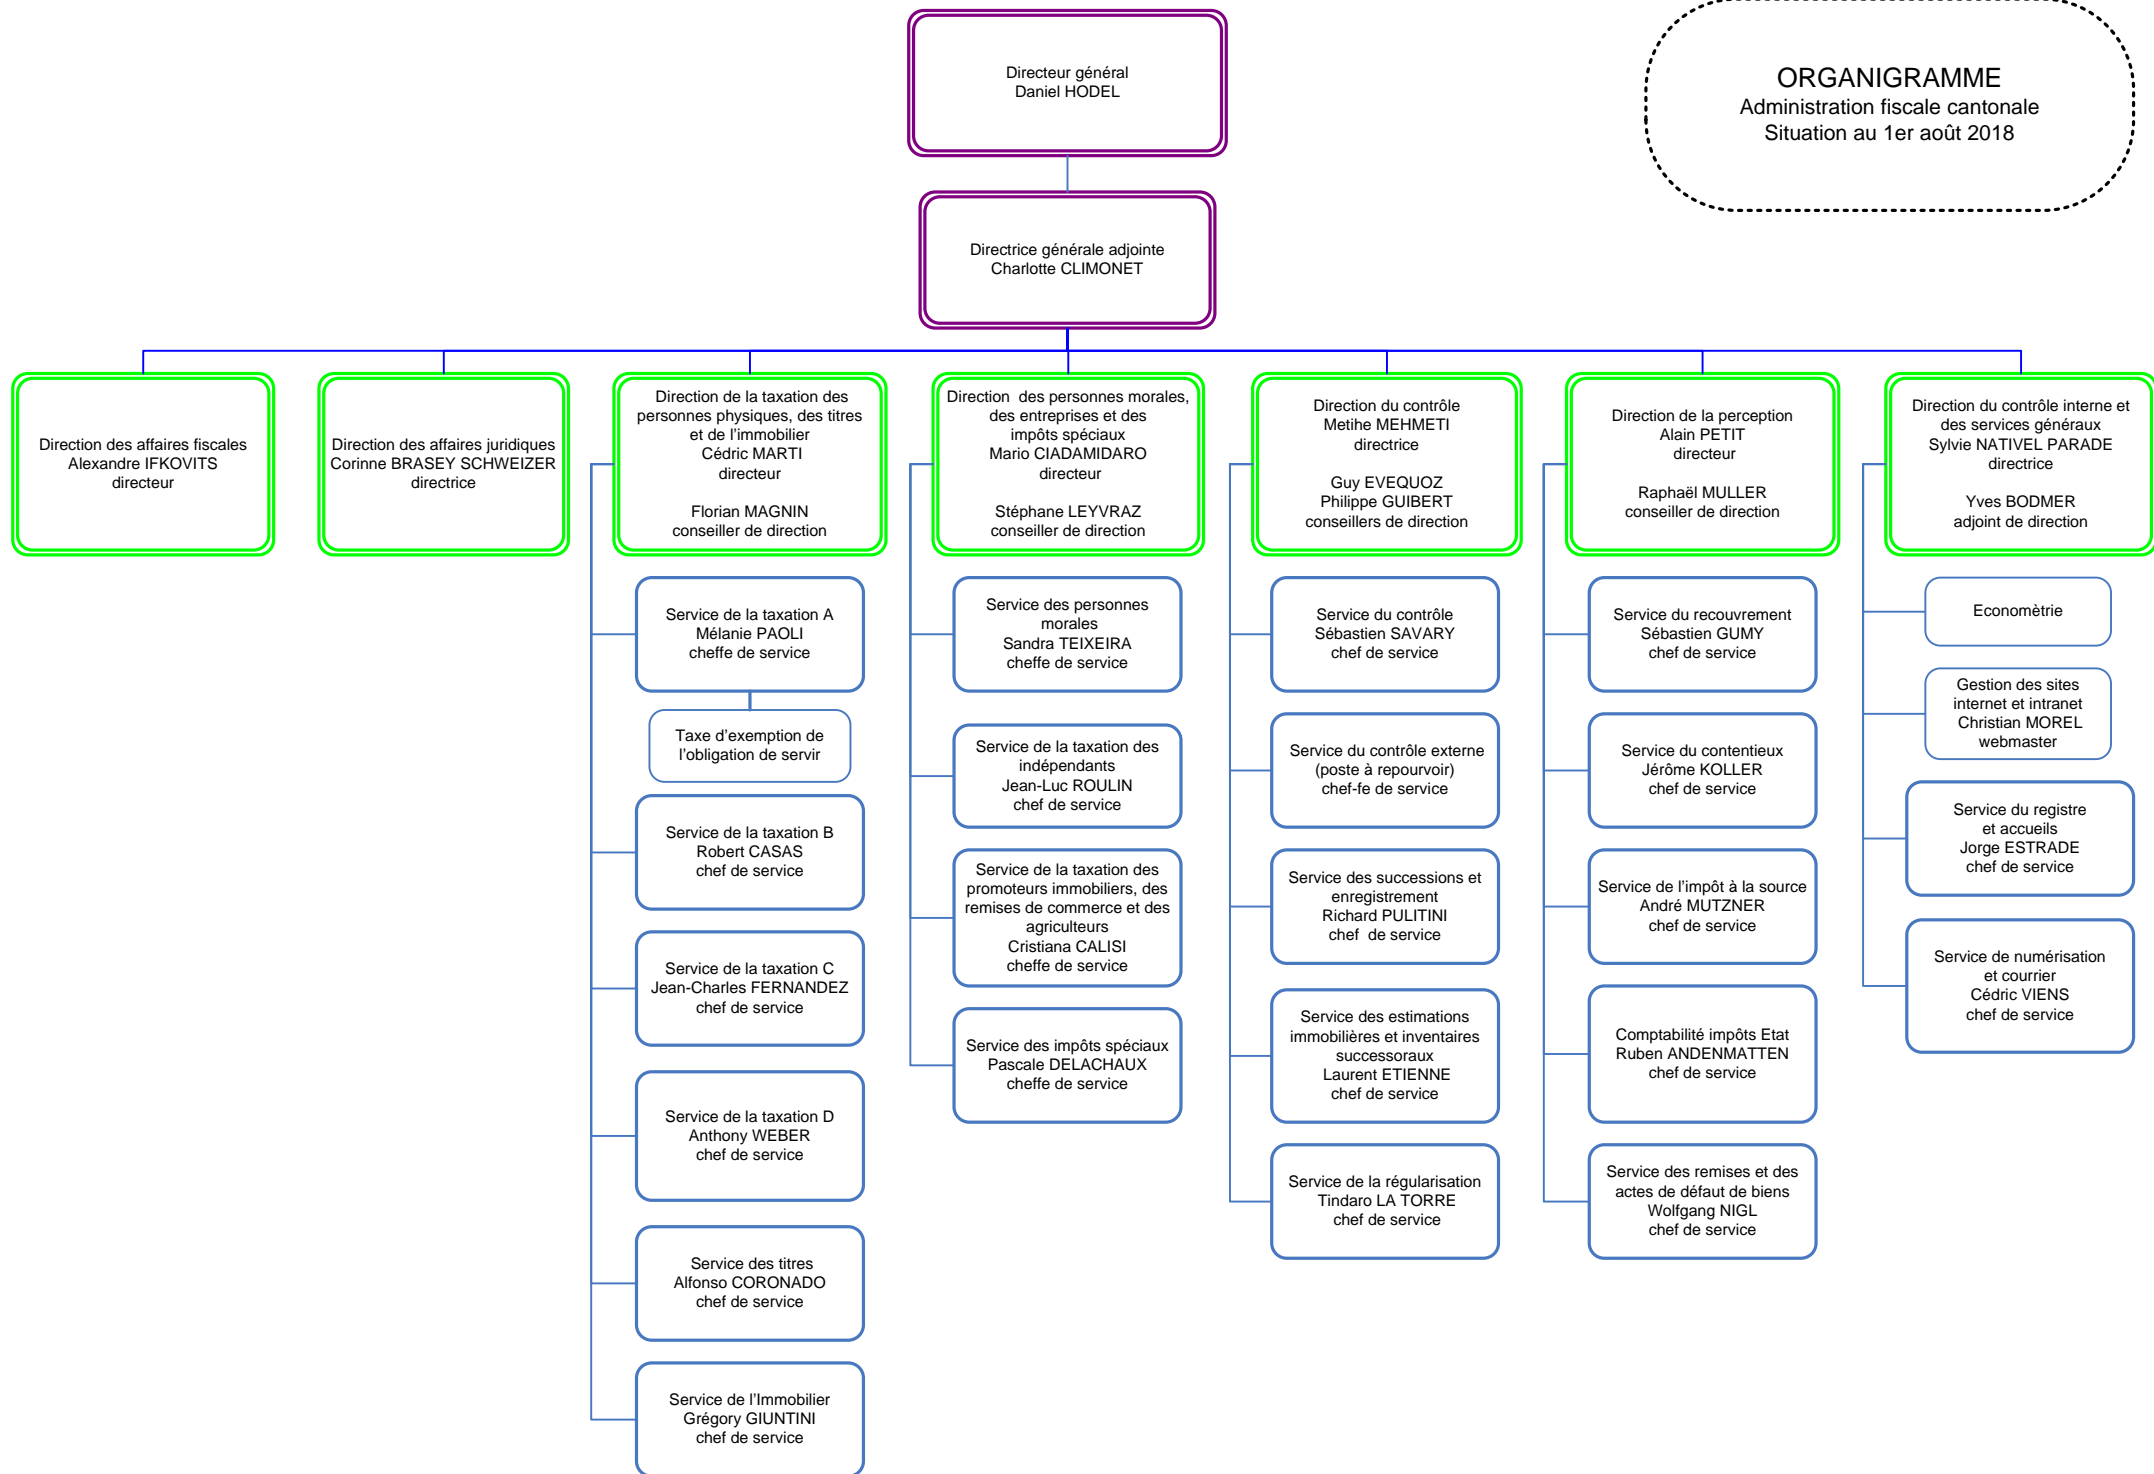 ORGANIGRAMME
Administration fiscale cantonale
Situation au 1er août 2018
Directeur général
Daniel HODEL
Directrice générale adjointe
Charlotte CLIMONET
Direction des affaires fiscales
Alexandre IFKOVITS
directeur
Direction des affaires juridiques
Corinne BRASEY SCHWEIZER
directrice
Direction de la taxation des
personnes physiques, des titres
et de l'immobilier
Cédric MARTI
directeur
Florian MAGNIN
conseiller de direction
Service de la taxation A
Mélanie PAOLI
cheffe de service
Taxe d'exemption de
l'obligation de servir
Service de la taxation B
Robert CASAS
chef de service
Service de la taxation C
Jean-Charles FERNANDEZ
chef de service
Service de la taxation D
Anthony WEBER
chef de service
Service des titres
Alfonso CORONADO
chef de service
Service de l'Immobilier
Grégory GIUNTINI
chef de service
Direction des personnes morales,
des entreprises et des
impôts spéciaux
Mario CIADAMIDARO
directeur
Stéphane LEYVRAZ
conseiller de direction
Service des personnes
morales
Sandra TEIXEIRA
cheffe de service
Service de la taxation des
indépendants
Jean-Luc ROULIN
chef de service
Service de la taxation des
promoteurs immobiliers, des
remises de commerce et des
agriculteurs
Cristiana CALISI
cheffe de service
Service des impôts spéciaux
Pascale DELACHAUX
cheffe de service
Direction du contrôle
Metihe MEHMETI
directrice
Guy EVEQUOZ
Philippe GUIBERT
conseillers de direction
Service du contrôle
Sébastien SAVARY
chef de service
Service du contrôle externe
(poste à repourvoir)
chef-fe de service
Service des successions et
enregistrement
Richard PULITINI
chef de service
Service des estimations
immobilières et inventaires
successoraux
Laurent ETIENNE
chef de service
Service de la régularisation
Tindaro LA TORRE
chef de service
Direction de la perception
Alain PETIT
directeur
Raphaël MULLER
conseiller de direction
Service du recouvrement
Sébastien GUMY
chef de service
Service du contentieux
Jérôme KOLLER
chef de service
Service de l'impôt à la source
André MUTZNER
chef de service
Comptabilité impôts Etat
Ruben ANDENMATTEN
chef de service
Service des remises et des
actes de défaut de biens
Wolfgang NIGL
chef de service
Direction du contrôle interne et
des services généraux
Sylvie NATIVEL PARADE
directrice
Yves BODMER
adjoint de direction
Economètrie
Gestion des sites
internet et intranet
Christian MOREL
webmaster
Service du registre
et accueils
Jorge ESTRADE
chef de service
Service de numérisation
et courrier
Cédric VIENS
chef de service